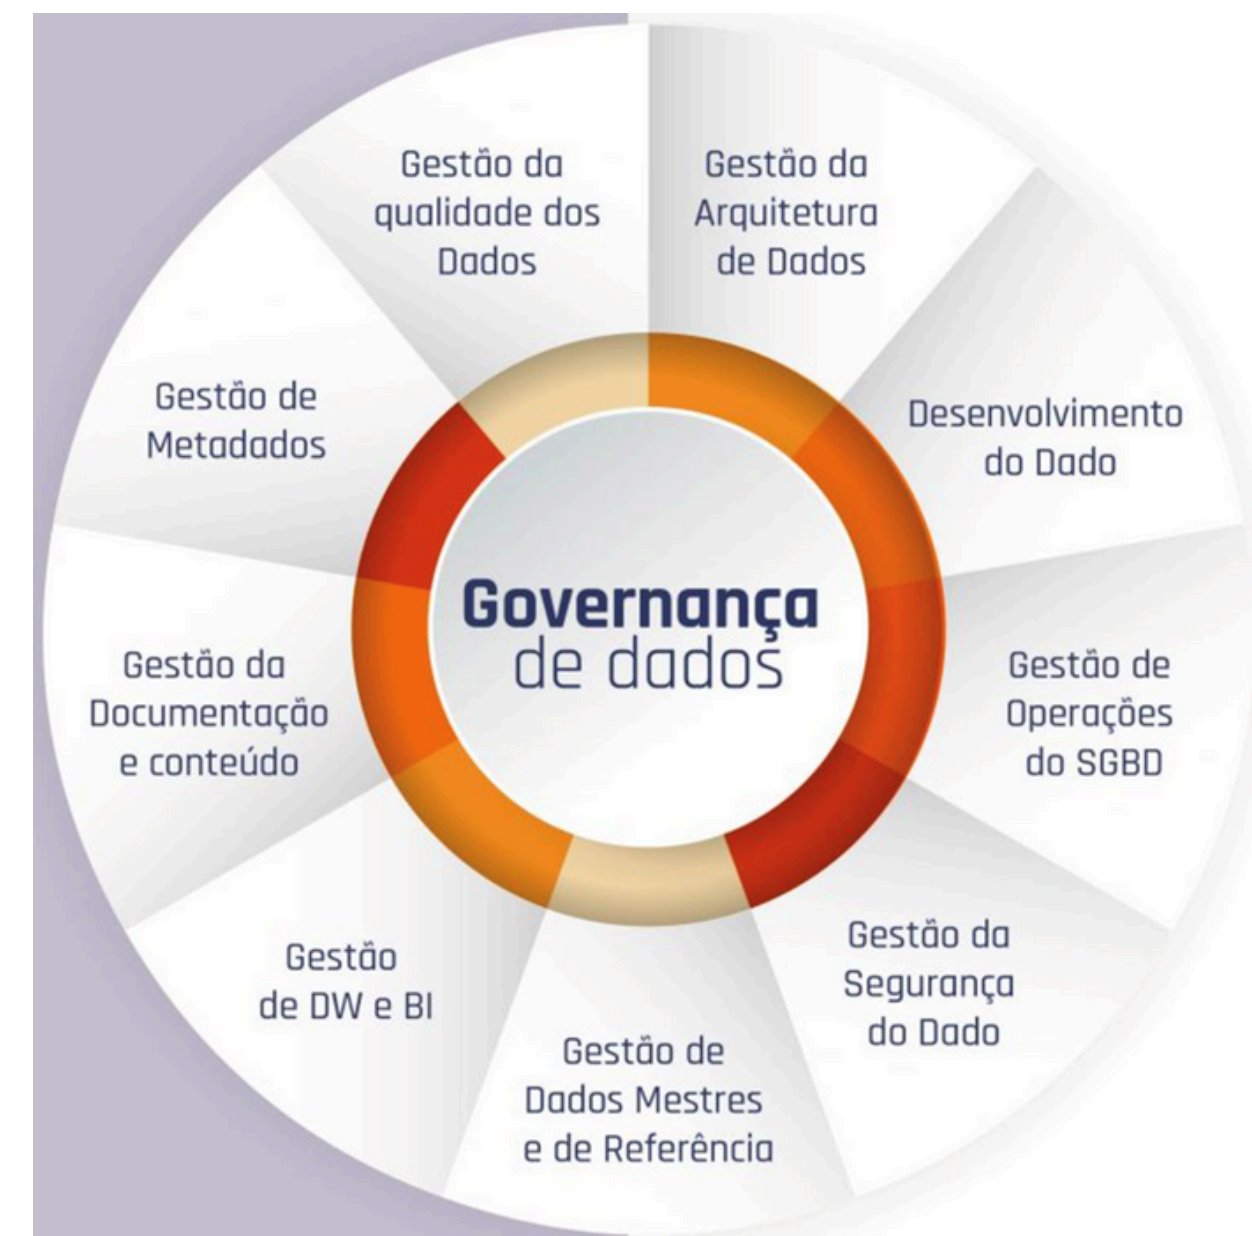 Gestão da
qualidade dos
Dados
Gestão da
Arquitetura
de Dados
Desenvolvimento
do Dado
Gestão de
Operações
do SGBD
Gestão da
Segurança
do Dado
Gestão de
Dados Mestres
e de Referência
Gestão
de DW e BI
Gestão da
Documentação
e conteúdo
Gestão de
Metadados
Governança
de dados